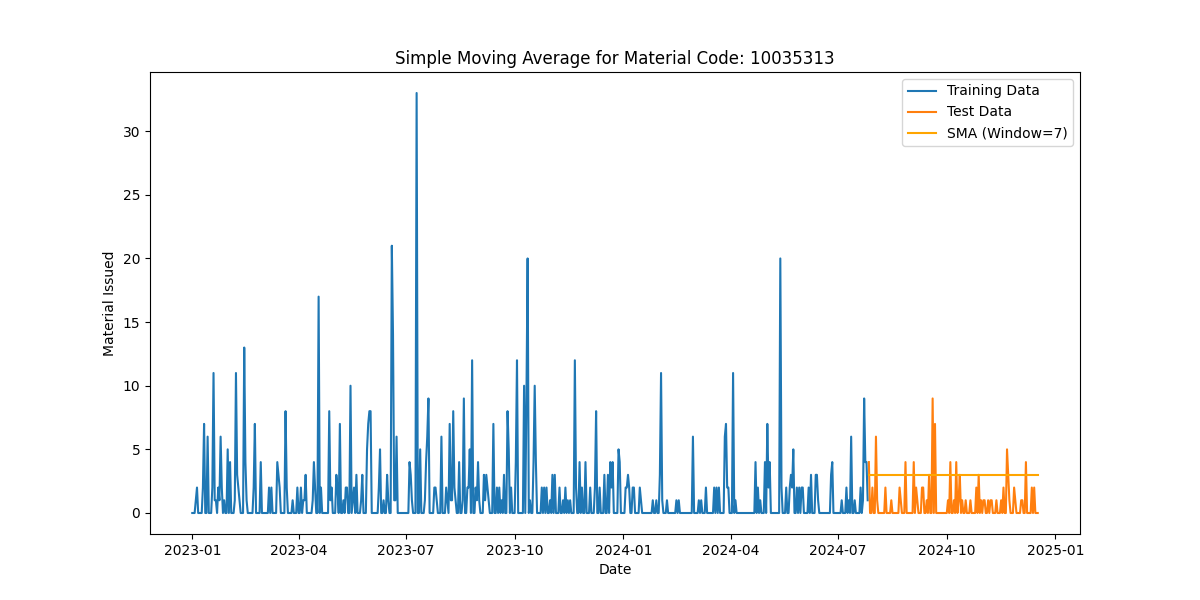 Simple Moving Average for Material Code: 10035313
Training Data
Test Data
SMA (Window=7)
Material Issued
30
25
20
15
10
5
0
2023-01 2023-04 2023-07 2023-10 2024-01 2024-04 2024-07 2024-10 2025-01
Date